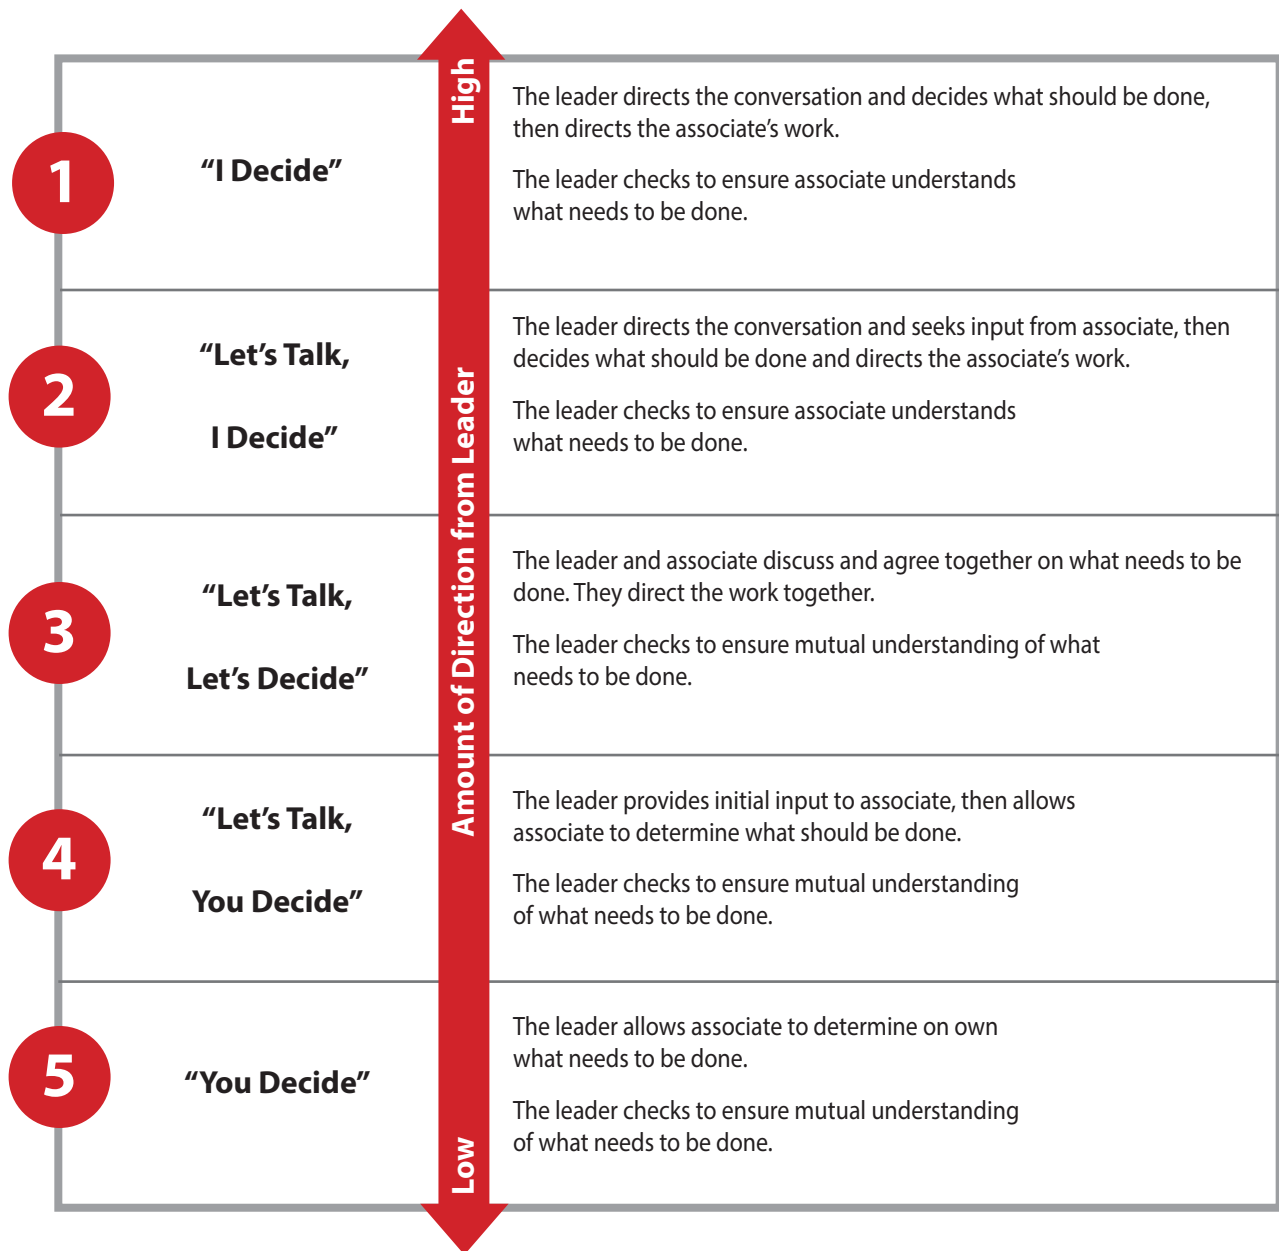 High
Amount of Direction from Leader
Low
1
“I Decide”
The leader directs the conversation and decides what should be done,
then directs the associate’s work.
The leader checks to ensure associate understands
what needs to be done.
2
“Let’s Talk,
I Decide”
The leader directs the conversation and seeks input from associate, then
decides what should be done and directs the associate’s work.
The leader checks to ensure associate understands
what needs to be done.
3
“Let’s Talk,
Let’s Decide”
The leader and associate discuss and agree together on what needs to be
done. They direct the work together.
The leader checks to ensure mutual understanding of what
needs to be done.
4
“Let’s Talk,
You Decide”
The leader provides initial input to associate, then allows
associate to determine what should be done.
The leader checks to ensure mutual understanding
of what needs to be done.
5
“You Decide”
The leader allows associate to determine on own
what needs to be done.
The leader checks to ensure mutual understanding
of what needs to be done.